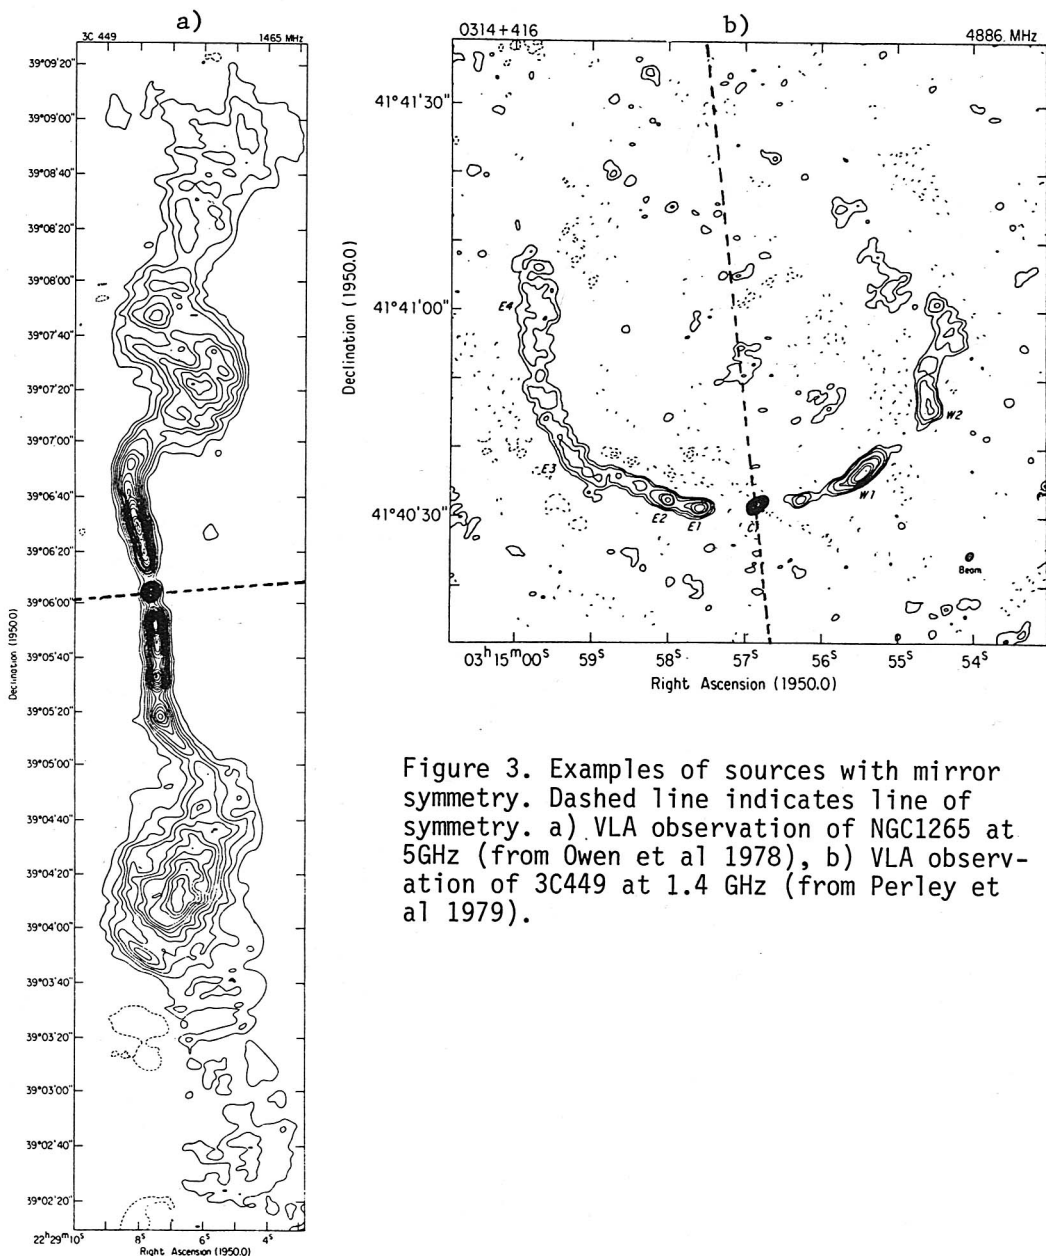 a)
3C 449 1465 MHz
39°09'20"
39°09'00"
39°08'40"
39°08'20"
39°08'00"
39°07'40"
39°07'20"
39°07'00"
39°06'40"
39°06'20"
39°06'00"
39°05'40"
39°05'20"
39°05'00"
39°04'40"
39°04'20"
39°04'00"
39°03'40"
39°03'20"
39°03'00"
39°02'40"
39°02'20"
Declination (1950.0)
22ʰ29ᵐ10ˢ 8ˢ 6ˢ 4ˢ
Right Ascension (1950.0)
b)
0314+416 4886. MHz
41°41'30"
41°41'00"
41°40'30"
Declination (1950.0)
E4
E3
E2
E1
C
W1
W2
Beam
03ʰ15ᵐ00ˢ 59ˢ 58ˢ 57ˢ 56ˢ 55ˢ 54ˢ
Right Ascension (1950.0)
Figure 3. Examples of sources with mirror
symmetry. Dashed line indicates line of
symmetry. a) VLA observation of NGC1265 at
5GHz (from Owen et al 1978), b) VLA observ-
ation of 3C449 at 1.4 GHz (from Perley et
al 1979).